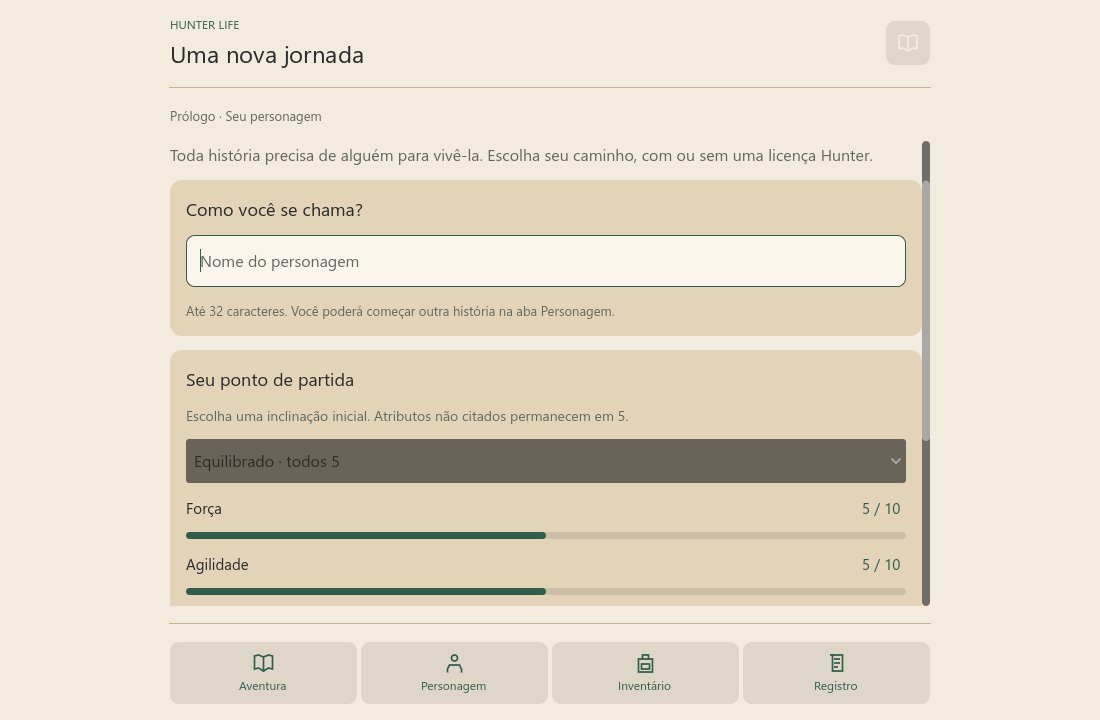 HUNTER LIFE
Uma nova jornada
Prólogo · Seu personagem
Toda história precisa de alguém para vivê-la. Escolha seu caminho, com ou sem uma licença Hunter.
Como você se chama?
Nome do personagem
Até 32 caracteres. Você poderá começar outra história na aba Personagem.
Seu ponto de partida
Escolha uma inclinação inicial. Atributos não citados permanecem em 5.
Equilibrado · todos 5
Força 5 / 10
Agilidade 5 / 10
Aventura Personagem Inventário Registro